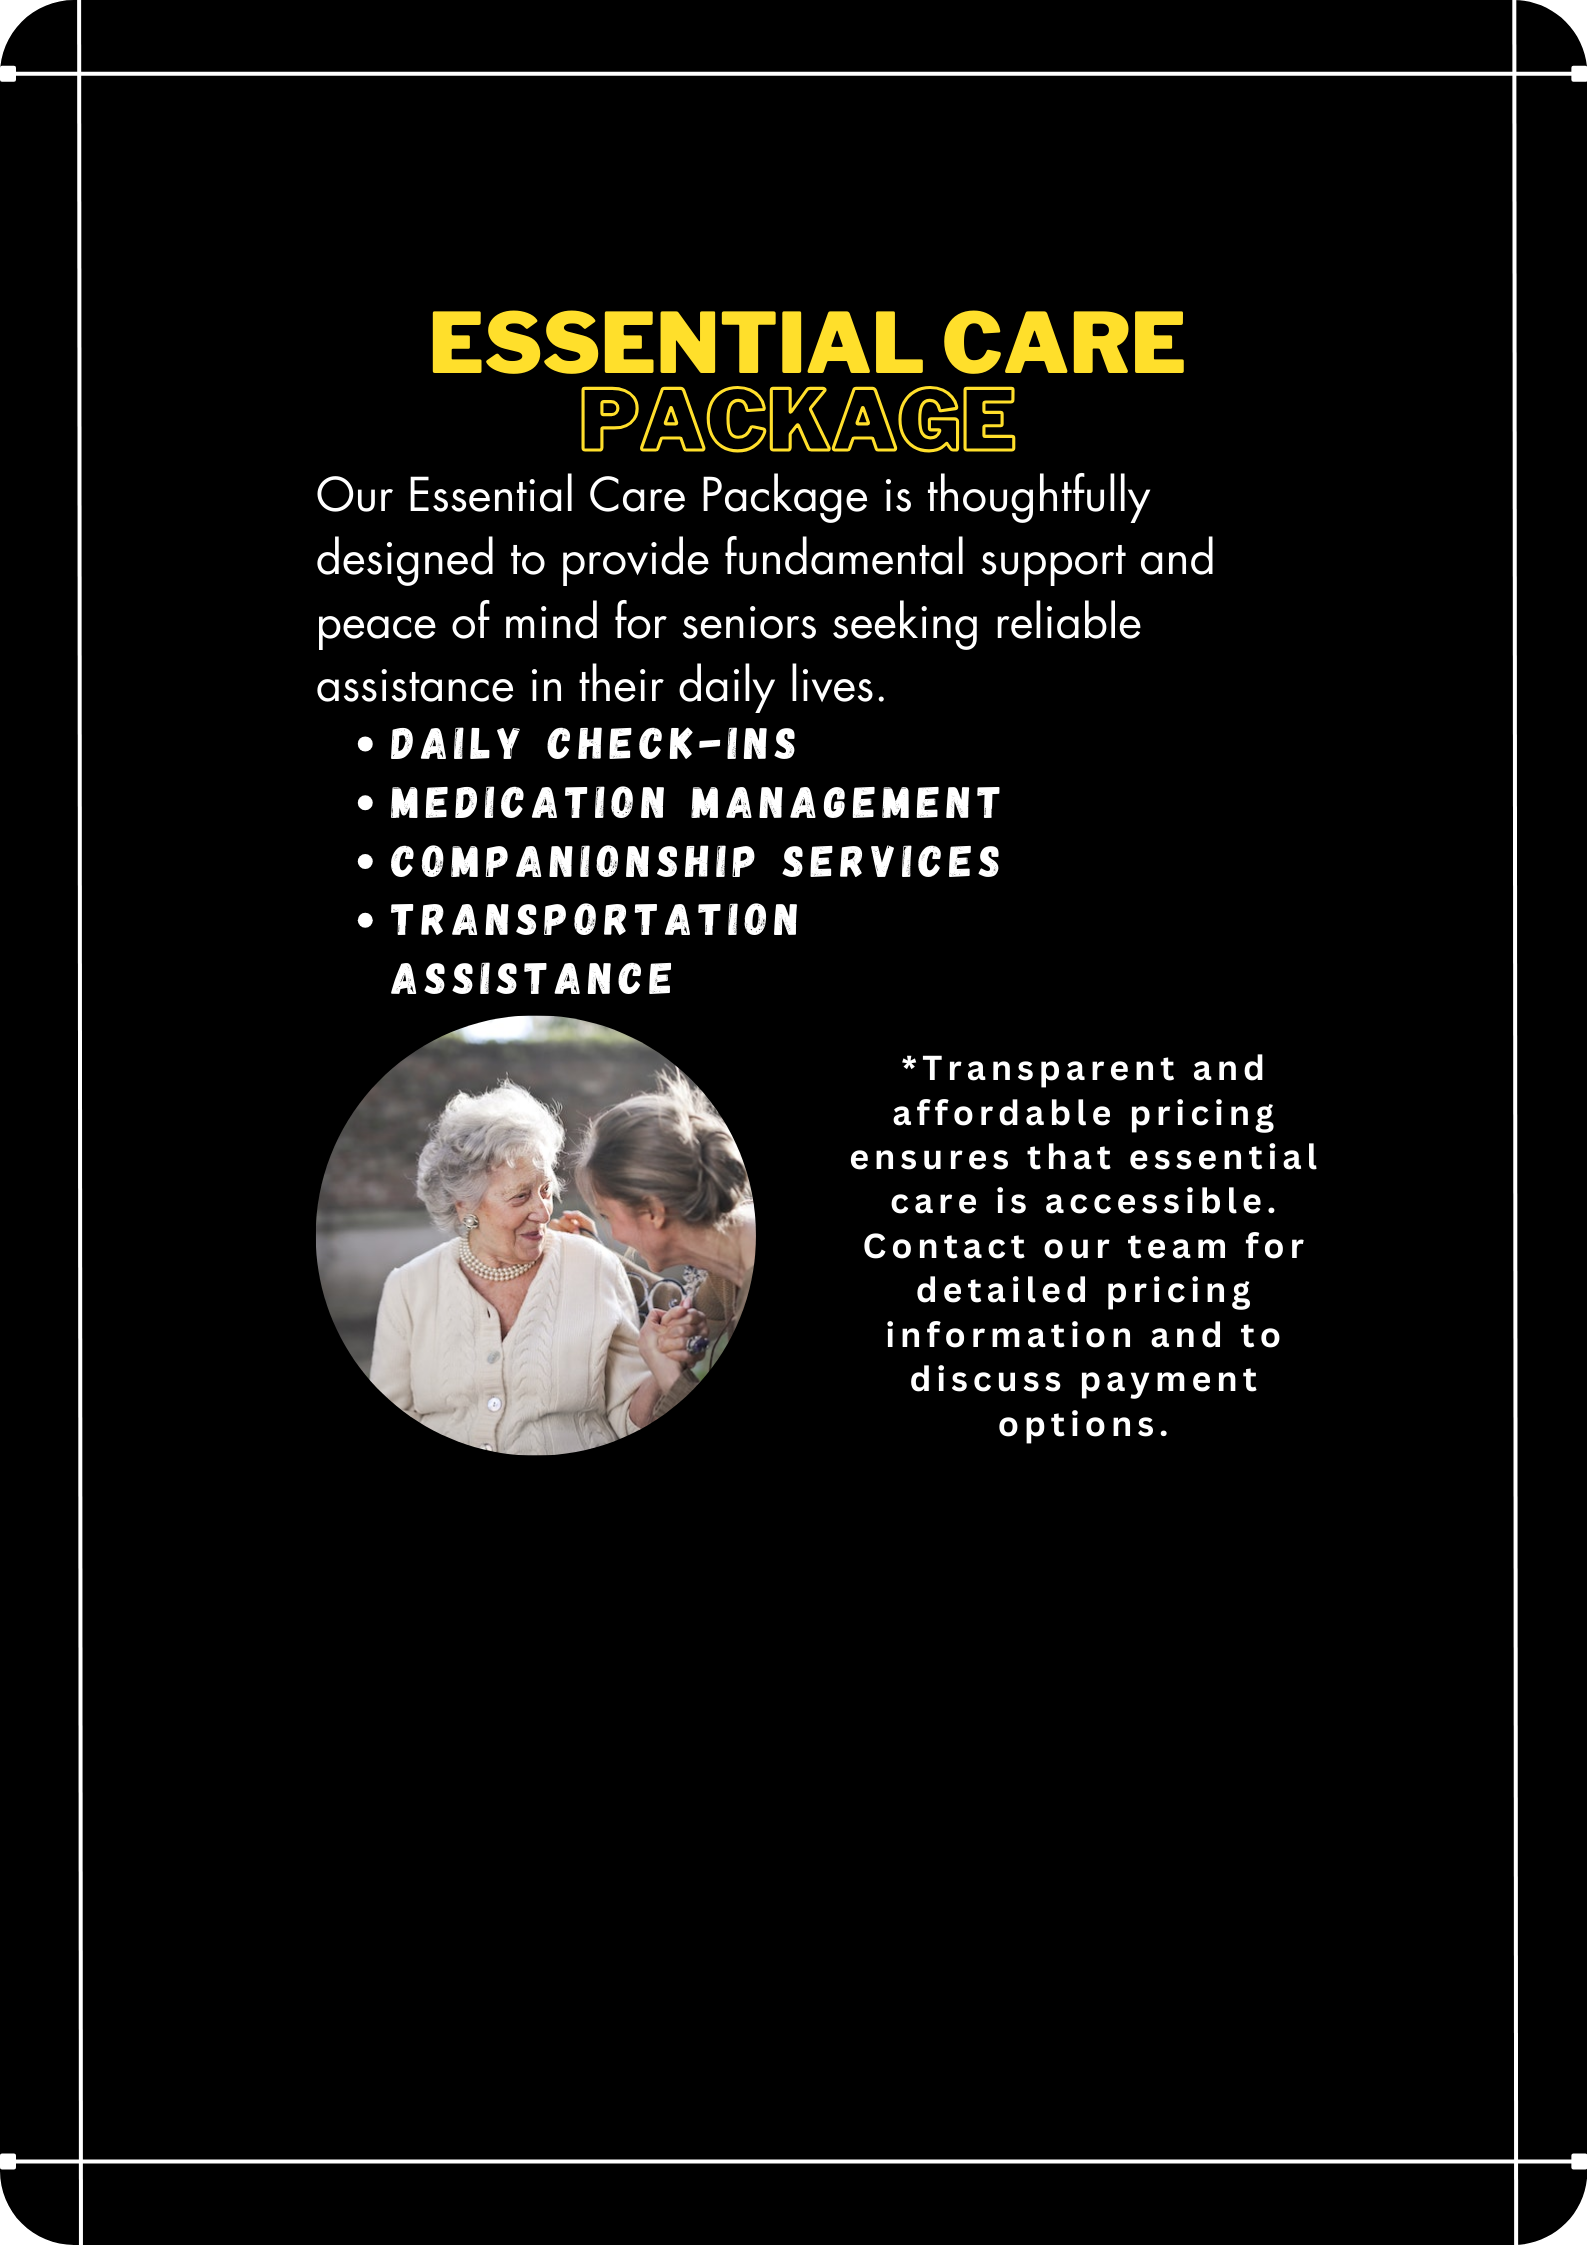 ESSENTIAL CARE
PACKAGE
Our Essential Care Package is thoughtfully
designed to provide fundamental support and
peace of mind for seniors seeking reliable
assistance in their daily lives.
• DAILY CHECK-INS
• MEDICATION MANAGEMENT
• COMPANIONSHIP SERVICES
• TRANSPORTATION
ASSISTANCE
*Transparent and
affordable pricing
ensures that essential
care is accessible.
Contact our team for
detailed pricing
information and to
discuss payment
options.